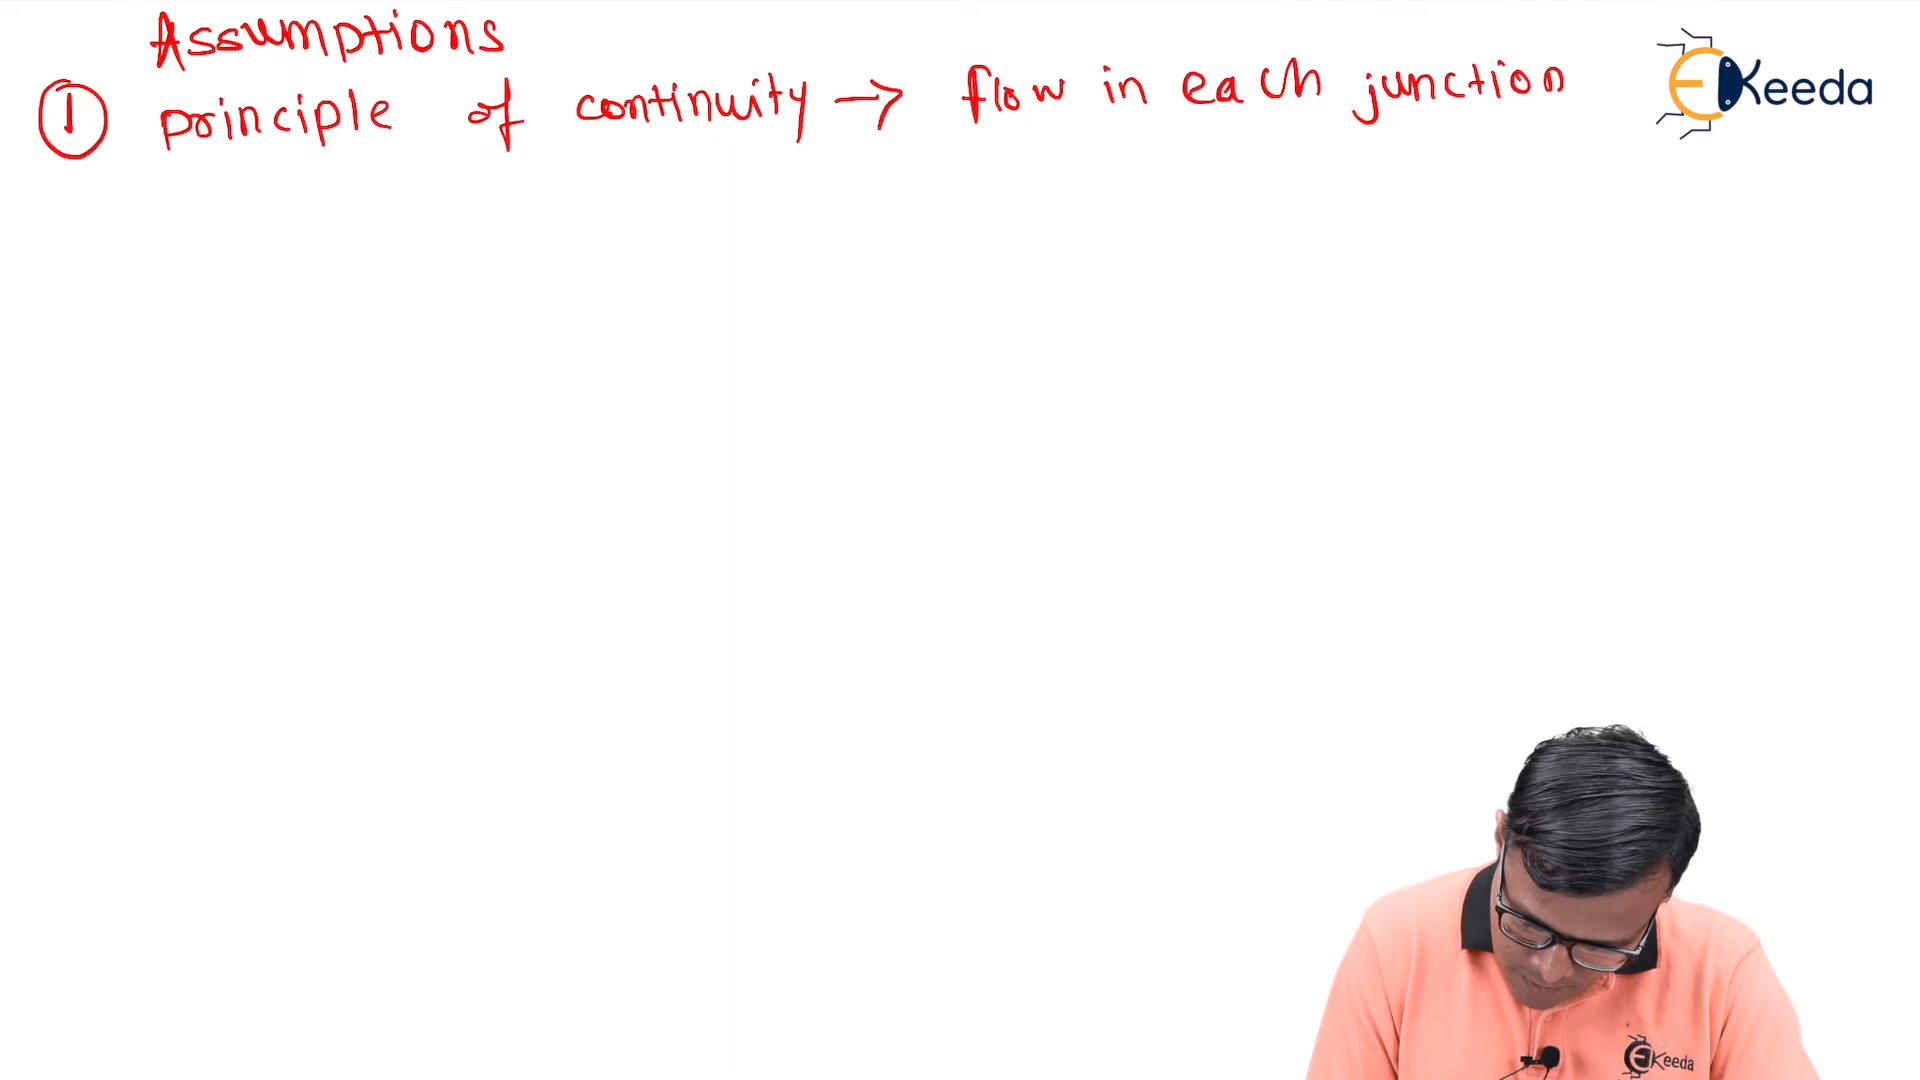 Assumptions
① principle of continuity → flow in each junction
EKeeda
EKeeda